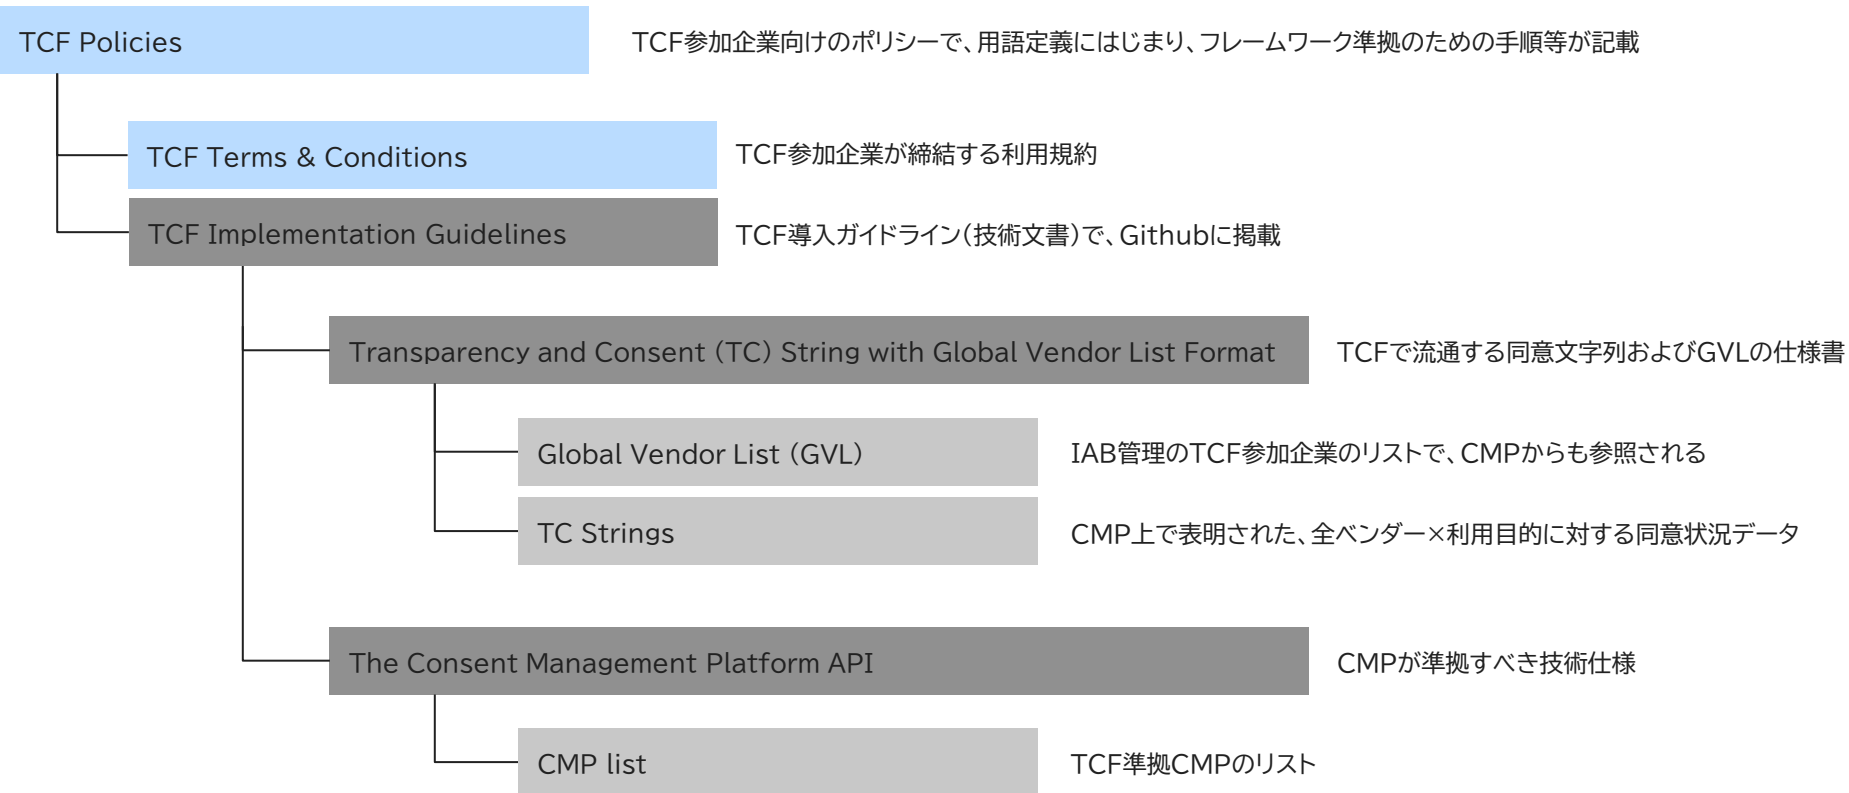 TCF Policies
TCF参加企業向けのポリシーで、用語定義にはじまり、フレームワーク準拠のための手順等が記載
TCF Terms & Conditions
TCF参加企業が締結する利用規約
TCF Implementation Guidelines
TCF導入ガイドライン（技術文書）で、Githubに掲載
Transparency and Consent (TC) String with Global Vendor List Format
TCFで流通する同意文字列およびGVLの仕様書
Global Vendor List (GVL)
IAB管理のTCF参加企業のリストで、CMPからも参照される
TC Strings
CMP上で表明された、全ベンダー×利用目的に対する同意状況データ
The Consent Management Platform API
CMPが準拠すべき技術仕様
CMP list
TCF準拠CMPのリスト